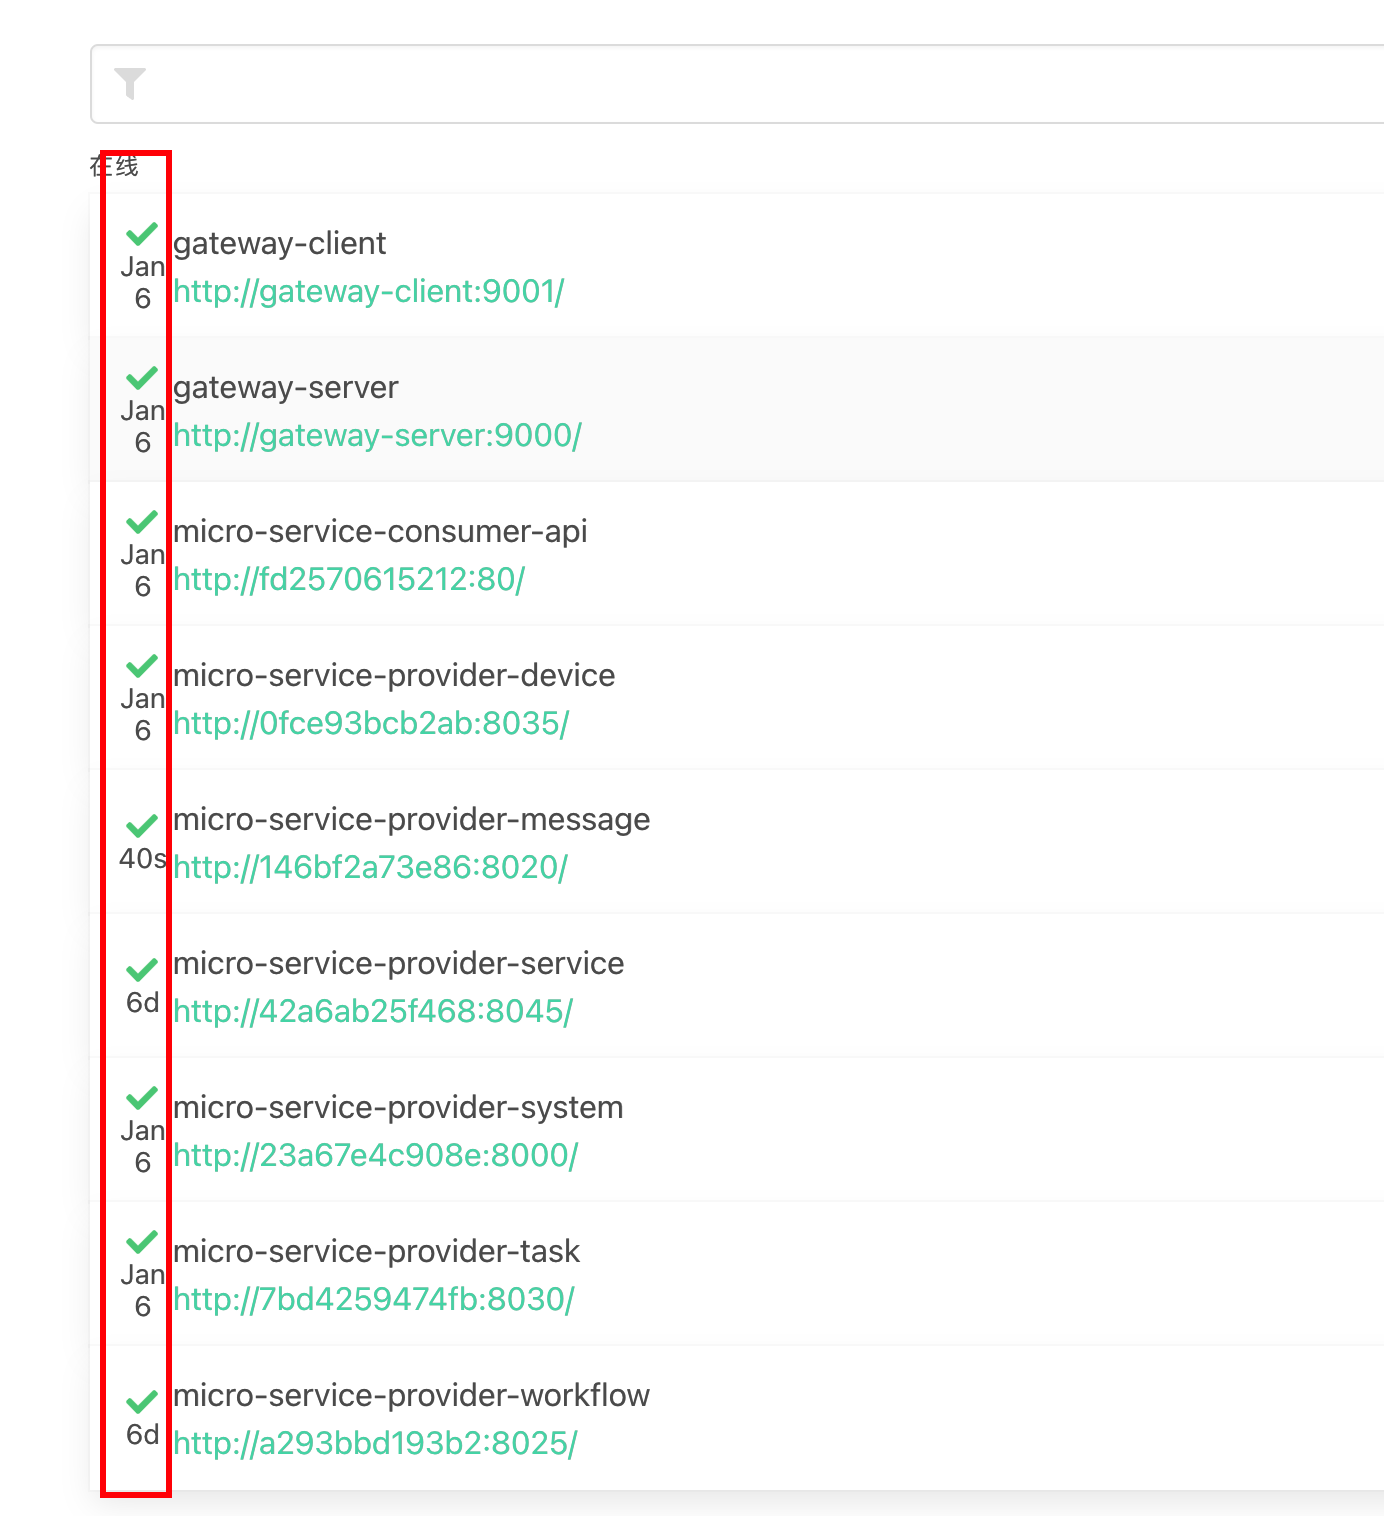 在线
Jan
6
gateway-client
http://gateway-client:9001/
Jan
6
gateway-server
http://gateway-server:9000/
Jan
6
micro-service-consumer-api
http://fd2570615212:80/
Jan
6
micro-service-provider-device
http://0fce93bcb2ab:8035/
40s
micro-service-provider-message
http://146bf2a73e86:8020/
6d
micro-service-provider-service
http://42a6ab25f468:8045/
Jan
6
micro-service-provider-system
http://23a67e4c908e:8000/
Jan
6
micro-service-provider-task
http://7bd4259474fb:8030/
6d
micro-service-provider-workflow
http://a293bbd193b2:8025/